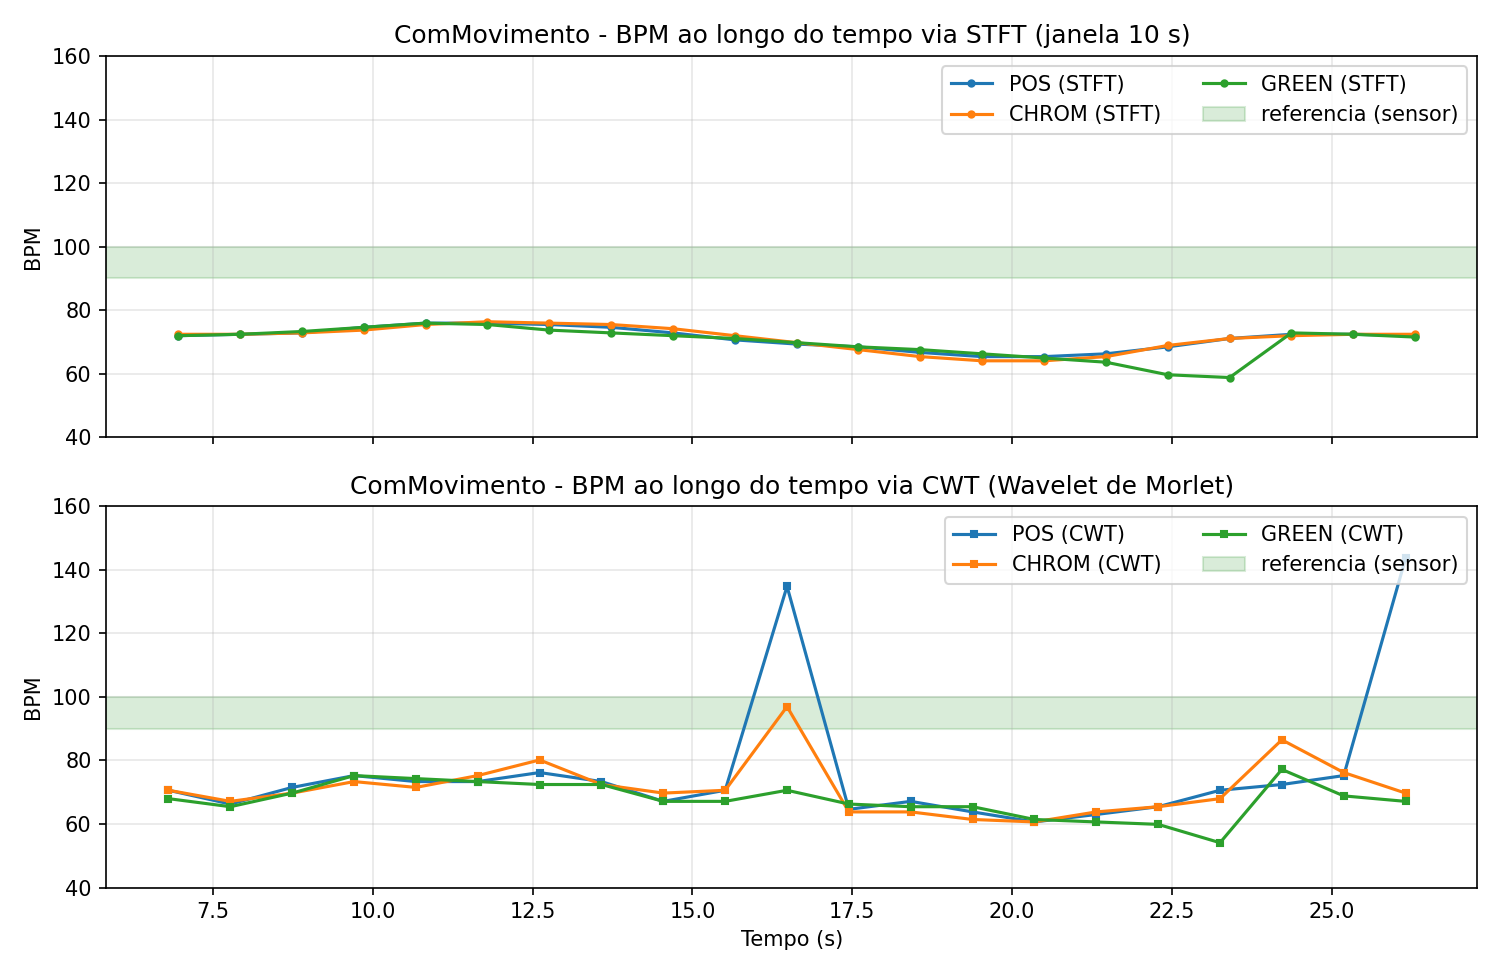 ComMovimento - BPM ao longo do tempo via STFT (janela 10 s)
160
140
120
100
80
60
40
BPM
POS (STFT)
CHROM (STFT)
GREEN (STFT)
referencia (sensor)
ComMovimento - BPM ao longo do tempo via CWT (Wavelet de Morlet)
160
140
120
100
80
60
40
BPM
POS (CWT)
CHROM (CWT)
GREEN (CWT)
referencia (sensor)
7.5 10.0 12.5 15.0 17.5 20.0 22.5 25.0
Tempo (s)